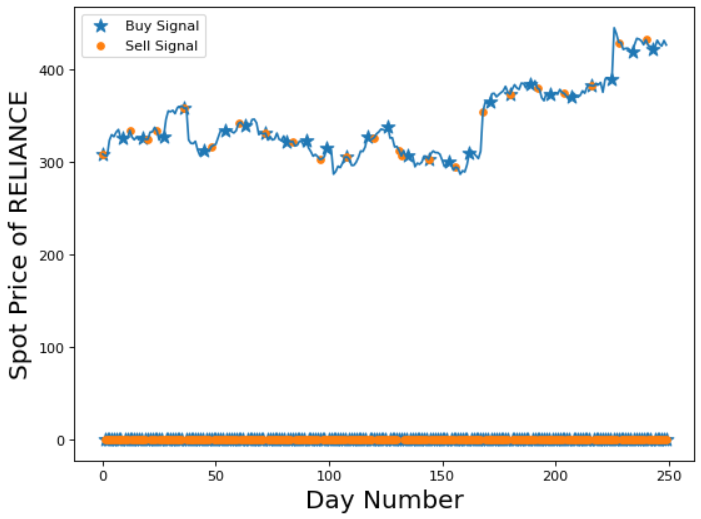 Buy Signal
Sell Signal
Spot Price of RELIANCE
400
300
200
100
0
0
50
100
150
200
250
Day Number